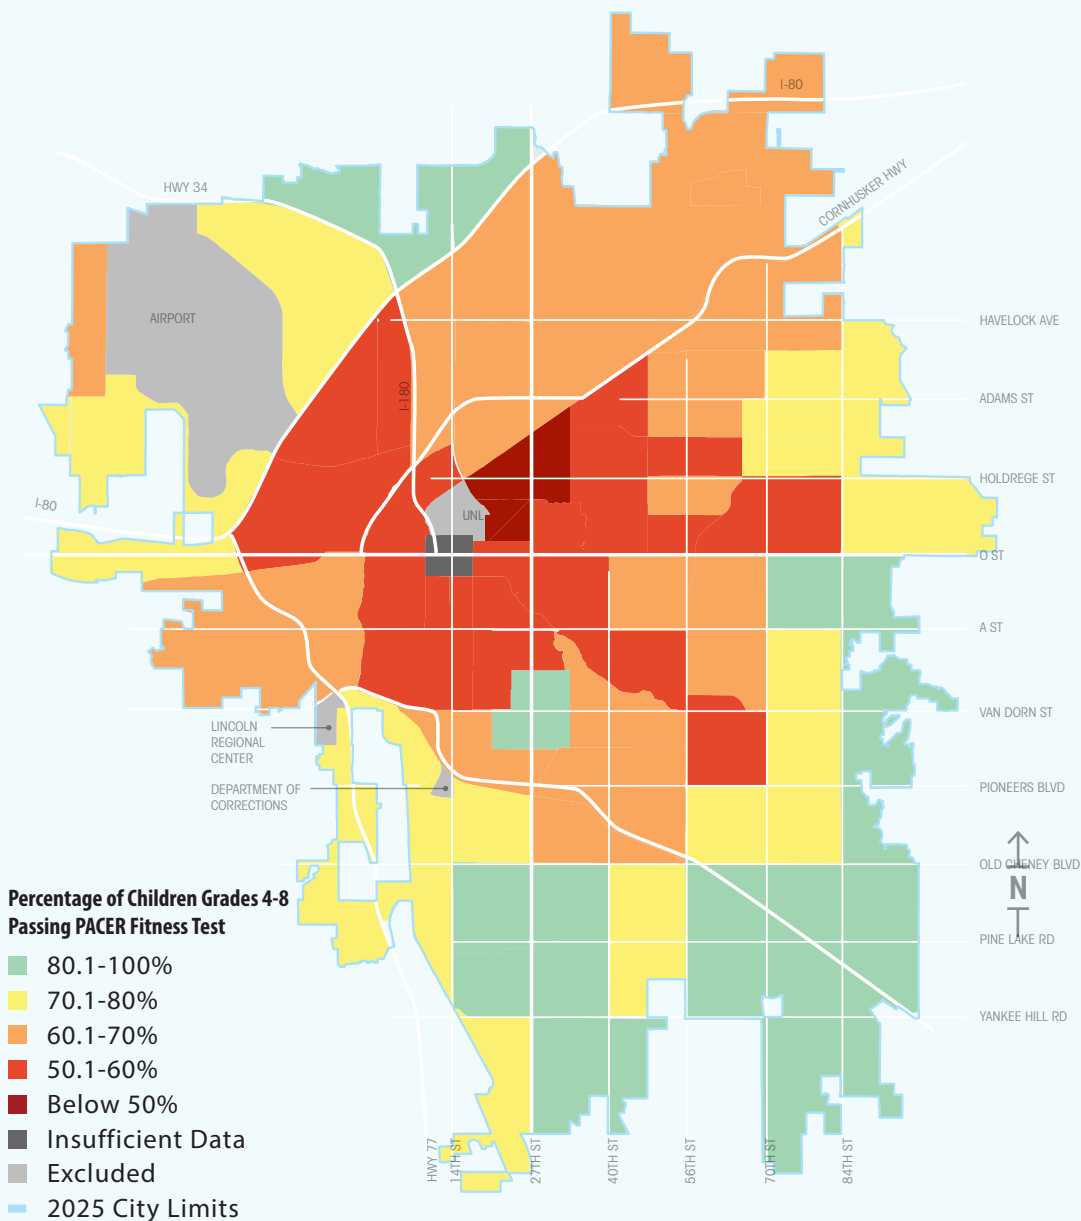 I-80
HWY 34
CORNHUSKER HWY
AIRPORT
HAVELOCK AVE
I-180
ADAMS ST
HOLDREGE ST
I-80
UNL
O ST
A ST
VAN DORN ST
LINCOLN
REGIONAL
CENTER
DEPARTMENT OF
CORRECTIONS
PIONEERS BLVD
OLD CHENEY BLVD
N
PINE LAKE RD
YANKEE HILL RD
Percentage of Children Grades 4-8
Passing PACER Fitness Test
80.1-100%
70.1-80%
60.1-70%
50.1-60%
Below 50%
Insufficient Data
Excluded
2025 City Limits
HWY 77
14TH ST
27TH ST
40TH ST
56TH ST
70TH ST
84TH ST